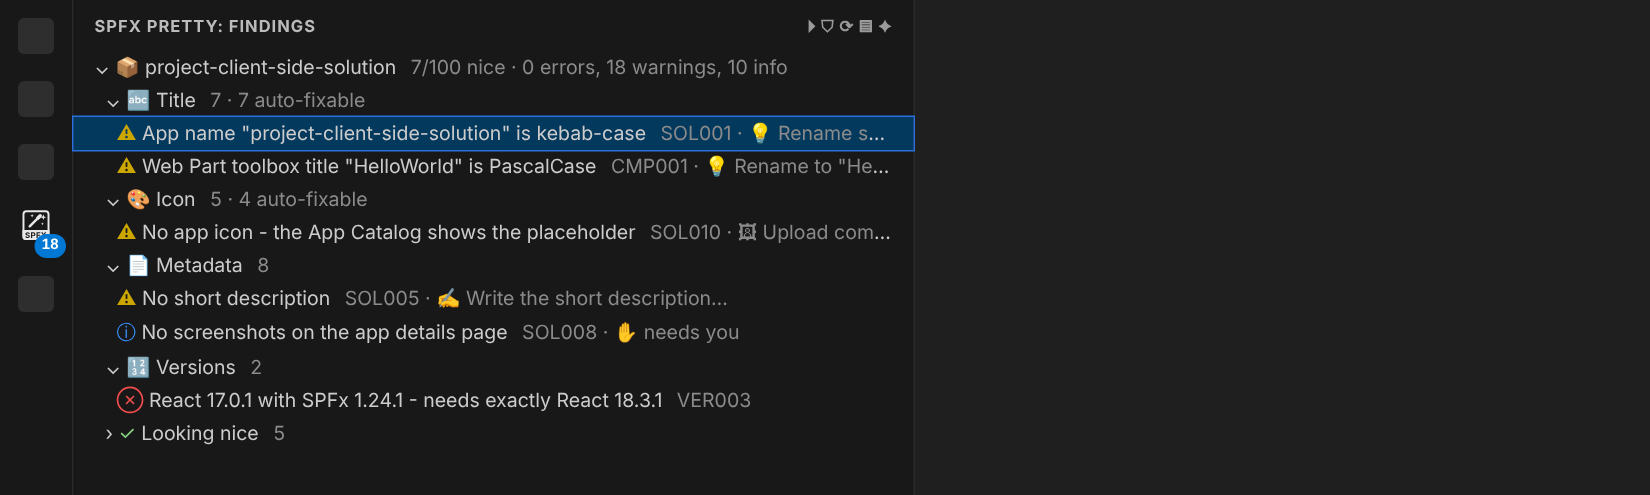 SPFX PRETTY: FINDINGS
project-client-side-solution 7/100 nice · 0 errors, 18 warnings, 10 info
abc Title 7 · 7 auto-fixable
App name "project-client-side-solution" is kebab-case SOL001 · 💡 Rename s...
Web Part toolbox title "HelloWorld" is PascalCase CMP001 · 💡 Rename to "He...
Icon 5 · 4 auto-fixable
No app icon - the App Catalog shows the placeholder SOL010 · 🖼 Upload com...
SPFX
18
Metadata 8
No short description SOL005 · ✍️ Write the short description...
No screenshots on the app details page SOL008 · ✋ needs you
1234 Versions 2
React 17.0.1 with SPFx 1.24.1 - needs exactly React 18.3.1 VER003
Looking nice 5